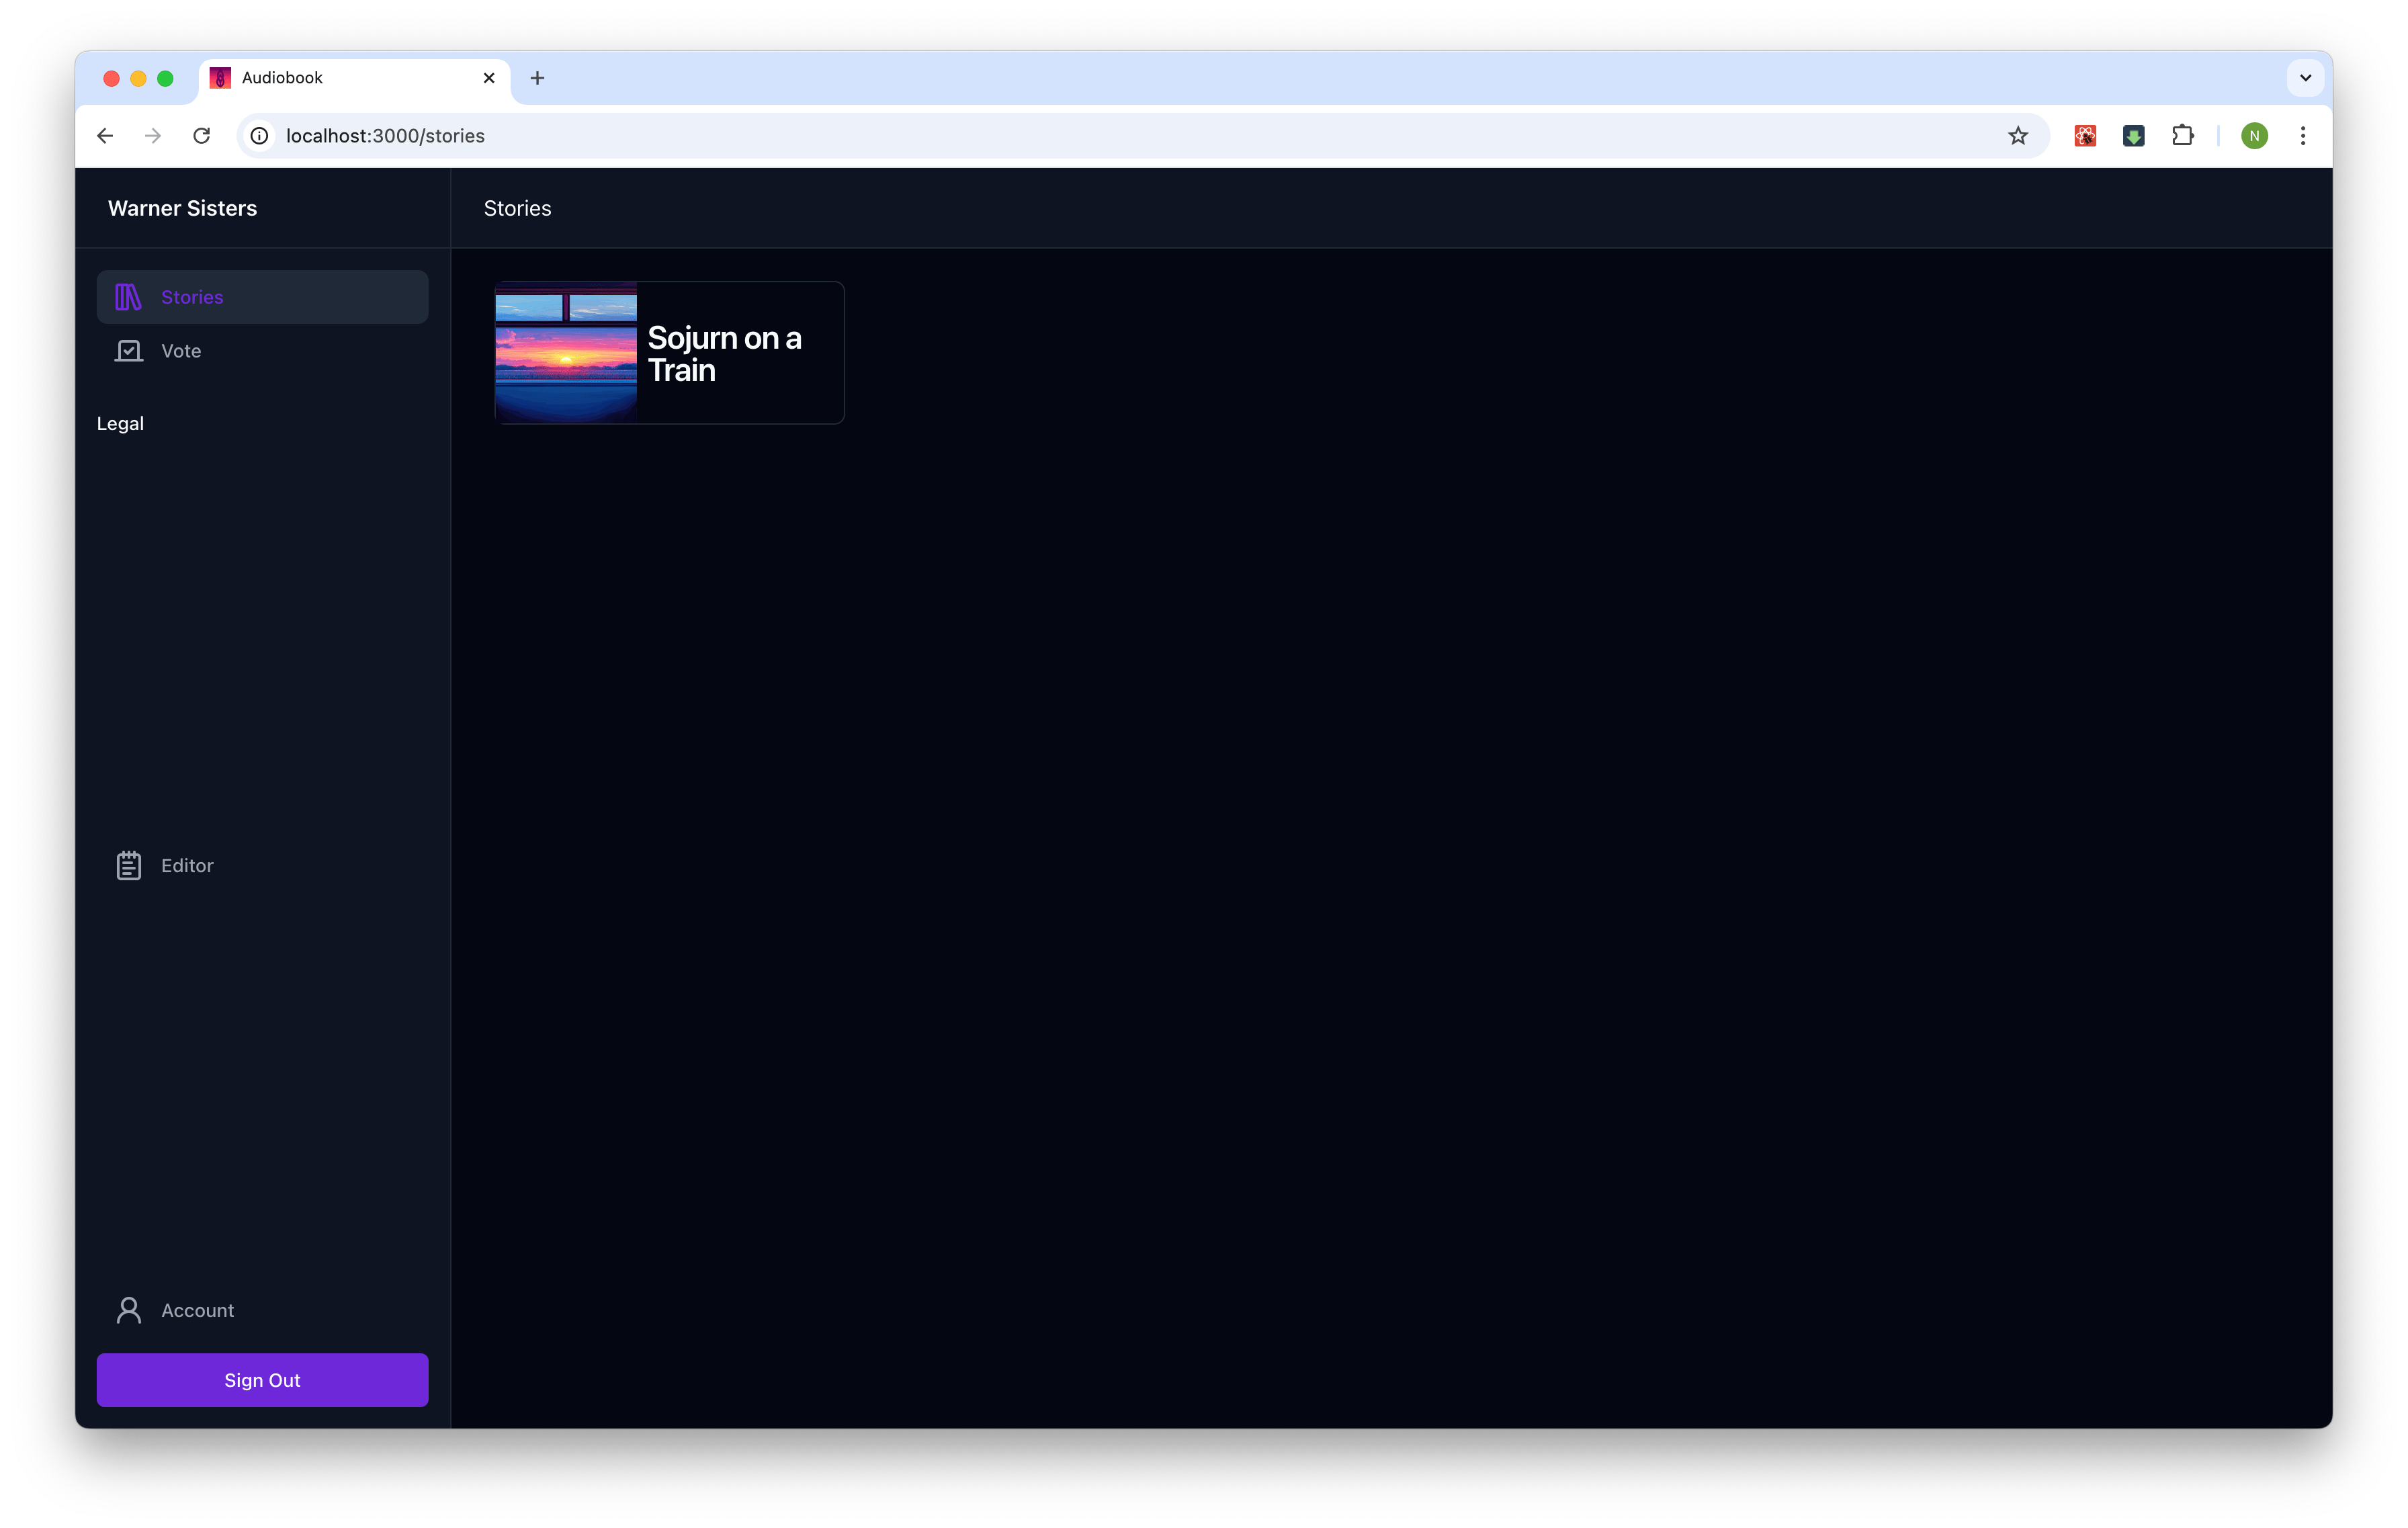 Audiobook
localhost:3000/stories
N
Warner Sisters
Stories
Stories
Vote
Legal
Editor
Account
Sign Out
Sojurn on a
Train